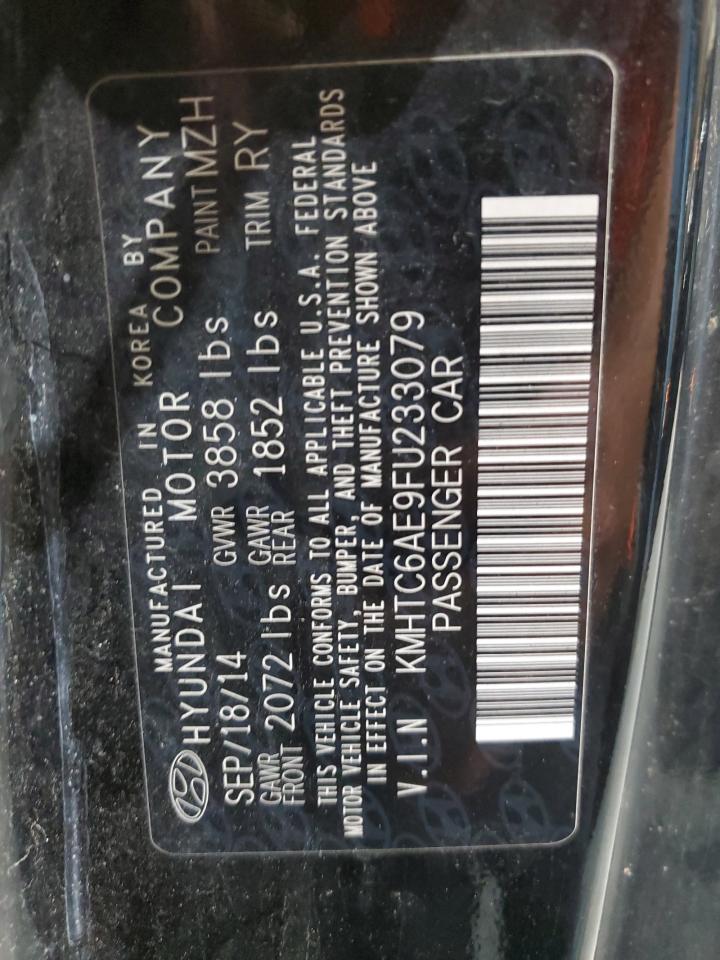 MANUFACTURED IN KOREA BY
HYUNDAI MOTOR COMPANY
SEP/18/14 GVWR 3858 lbs PAINT MZH
GAWR FRONT 2072 lbs GAWR REAR 1852 lbs TRIM RY
THIS VEHICLE CONFORMS TO ALL APPLICABLE U.S.A. FEDERAL
MOTOR VEHICLE SAFETY, BUMPER, AND THEFT PREVENTION STANDARDS
IN EFFECT ON THE DATE OF MANUFACTURE SHOWN ABOVE
V.I.N KMHTC6AE9FU233079
PASSENGER CAR